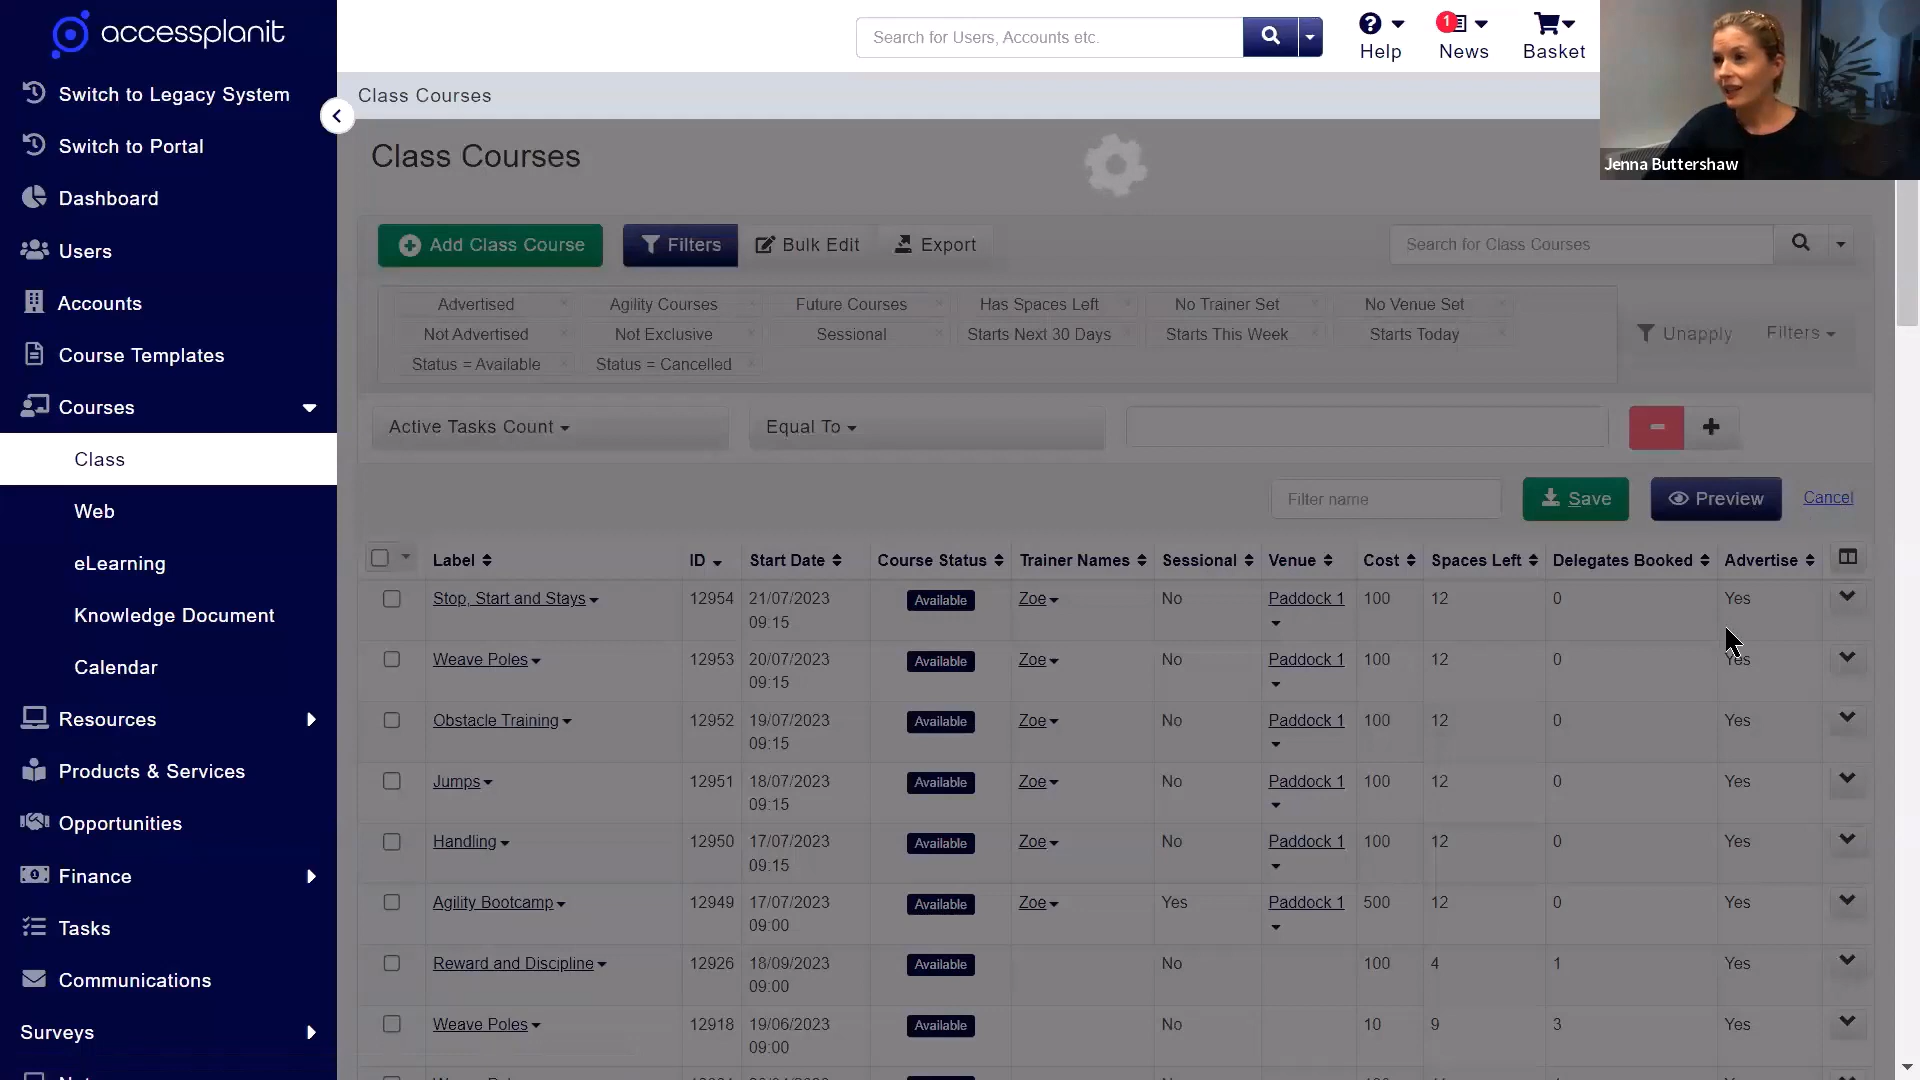 accessplanit
Search for Users, Accounts etc.
Help
1
News
Basket
Jenna Buttershaw
Switch to Legacy System
Switch to Portal
Dashboard
Users
Accounts
Course Templates
Courses
Class
Web
eLearning
Knowledge Document
Calendar
Resources
Products & Services
Opportunities
Finance
Tasks
Communications
Surveys
Class Courses
Class Courses
Add Class Course Filters Bulk Edit Export Search for Class Courses
Advertised Agility Courses Future Courses Has Spaces Left No Trainer Set No Venue Set
Not Advertised Not Exclusive Sessional Starts Next 30 Days Starts This Week Starts Today
Status = Available Status = Cancelled
Unapply Filters
Active Tasks Count Equal To
Filter name Save Preview Cancel
Label ID Start Date Course Status Trainer Names Sessional Venue Cost Spaces Left Delegates Booked Advertise
Stop, Start and Stays 12954 21/07/2023 Available Zoe No Paddock 1 100 12 0 Yes
09:15
Weave Poles 12953 20/07/2023 Available Zoe No Paddock 1 100 12 0 Yes
09:15
Obstacle Training 12952 19/07/2023 Available Zoe No Paddock 1 100 12 0 Yes
09:15
Jumps 12951 18/07/2023 Available Zoe No Paddock 1 100 12 0 Yes
09:15
Handling 12950 17/07/2023 Available Zoe No Paddock 1 100 12 0 Yes
09:15
Agility Bootcamp 12949 17/07/2023 Available Zoe Yes Paddock 1 500 12 0 Yes
09:00
Reward and Discipline 12926 18/09/2023 Available No 100 4 1 Yes
09:00
Weave Poles 12918 19/06/2023 Available No 10 9 3 Yes
09:00